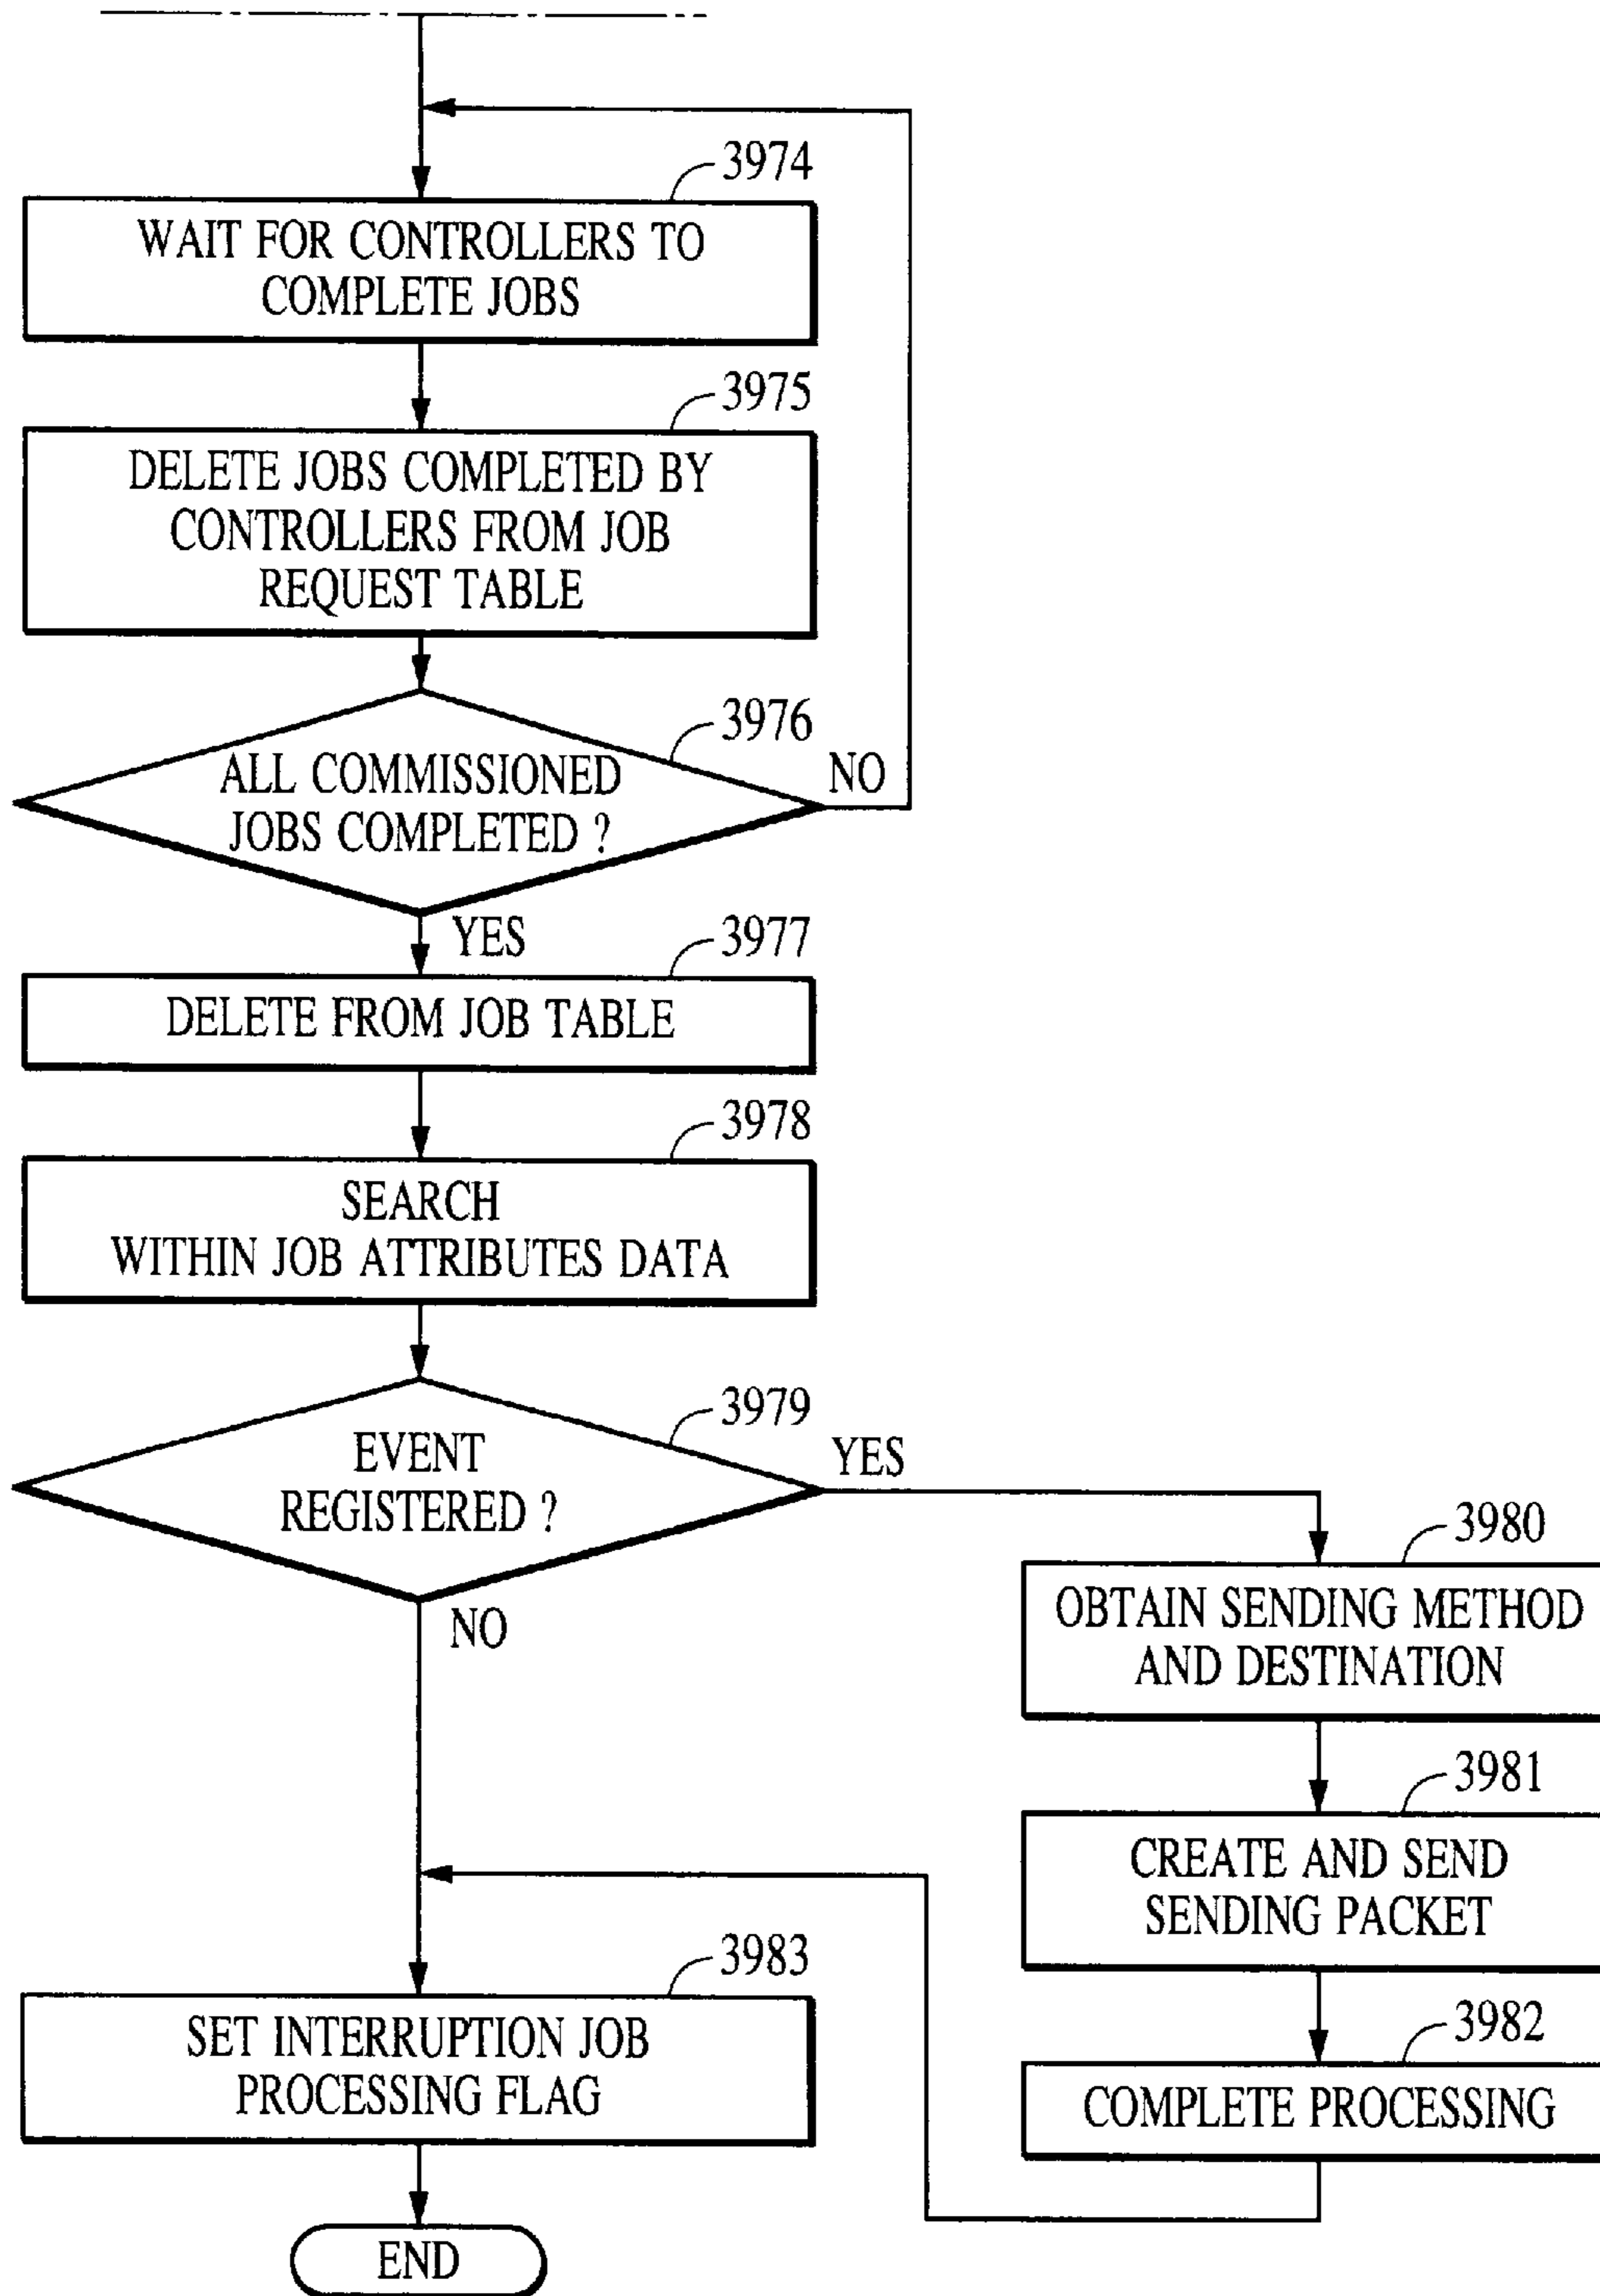 3974
WAIT FOR CONTROLLERS TO
COMPLETE JOBS
3975
DELETE JOBS COMPLETED BY
CONTROLLERS FROM JOB
REQUEST TABLE
3976
ALL COMMISSIONED
JOBS COMPLETED ?
NO
YES
3977
DELETE FROM JOB TABLE
3978
SEARCH
WITHIN JOB ATTRIBUTES DATA
3979
EVENT
REGISTERED ?
YES
NO
3980
OBTAIN SENDING METHOD
AND DESTINATION
3981
CREATE AND SEND
SENDING PACKET
3982
COMPLETE PROCESSING
3983
SET INTERRUPTION JOB
PROCESSING FLAG
END